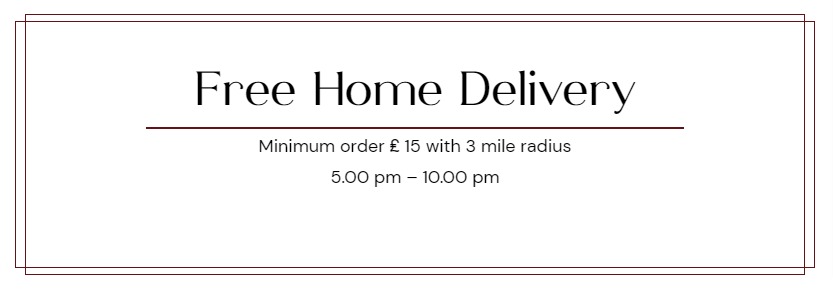 Free Home Delivery
Minimum order £ 15 with 3 mile radius
5.00 pm – 10.00 pm